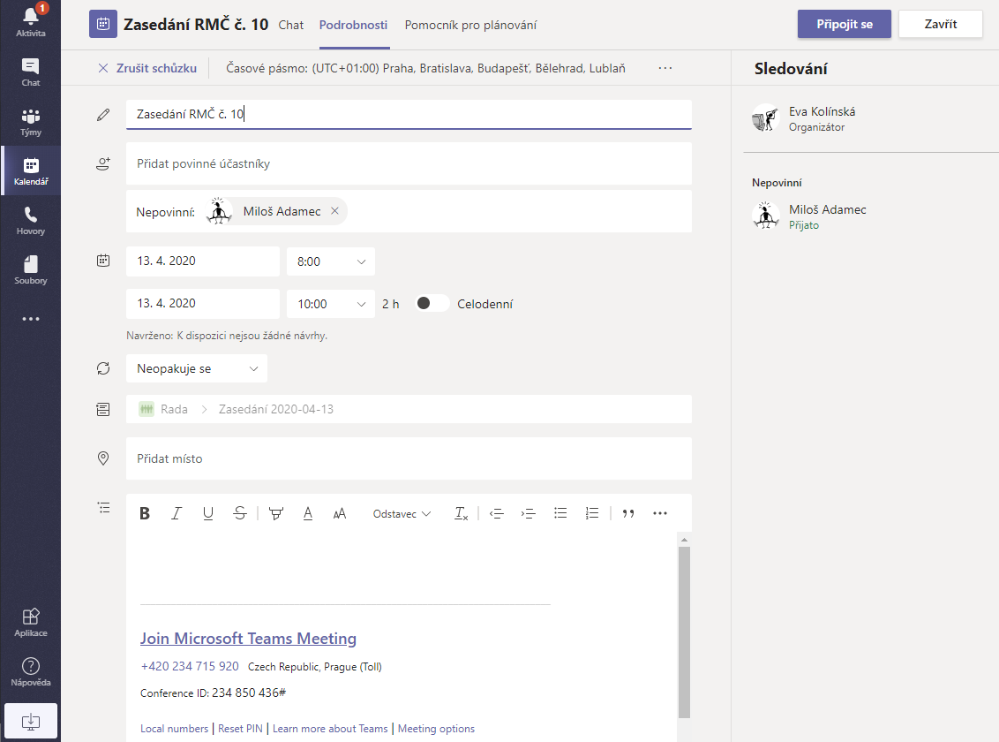 1
Aktivita
Chat
Týmy
Kalendář
Hovory
Soubory
Aplikace
Nápověda
Zasedání RMČ č. 10 Chat Podrobnosti Pomocník pro plánování Připojit se Zavřít
Zrušit schůzku Časové pásmo: (UTC+01:00) Praha, Bratislava, Budapešť, Bělehrad, Lublaň
Zasedání RMČ č. 10
Přidat povinné účastníky
Nepovinní: Miloš Adamec
13. 4. 2020 8:00
13. 4. 2020 10:00 2 h Celodenní
Navrženo: K dispozici nejsou žádné návrhy.
Neopakuje se
Rada > Zasedání 2020-04-13
Přidat místo
B I U S A AA Odstavec
Join Microsoft Teams Meeting
+420 234 715 920 Czech Republic, Prague (Toll)
Conference ID: 234 850 436#
Local numbers | Reset PIN | Learn more about Teams | Meeting options
Sledování
Eva Kolínská
Organizátor
Nepovinní
Miloš Adamec
Přijato